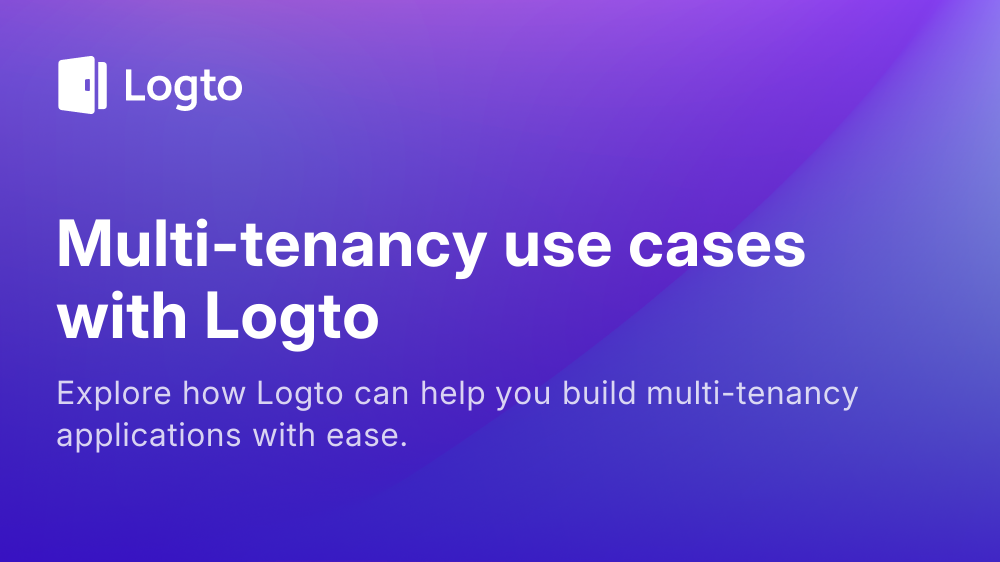 Logto
Multi-tenancy use cases
with Logto
Explore how Logto can help you build multi-tenancy
applications with ease.